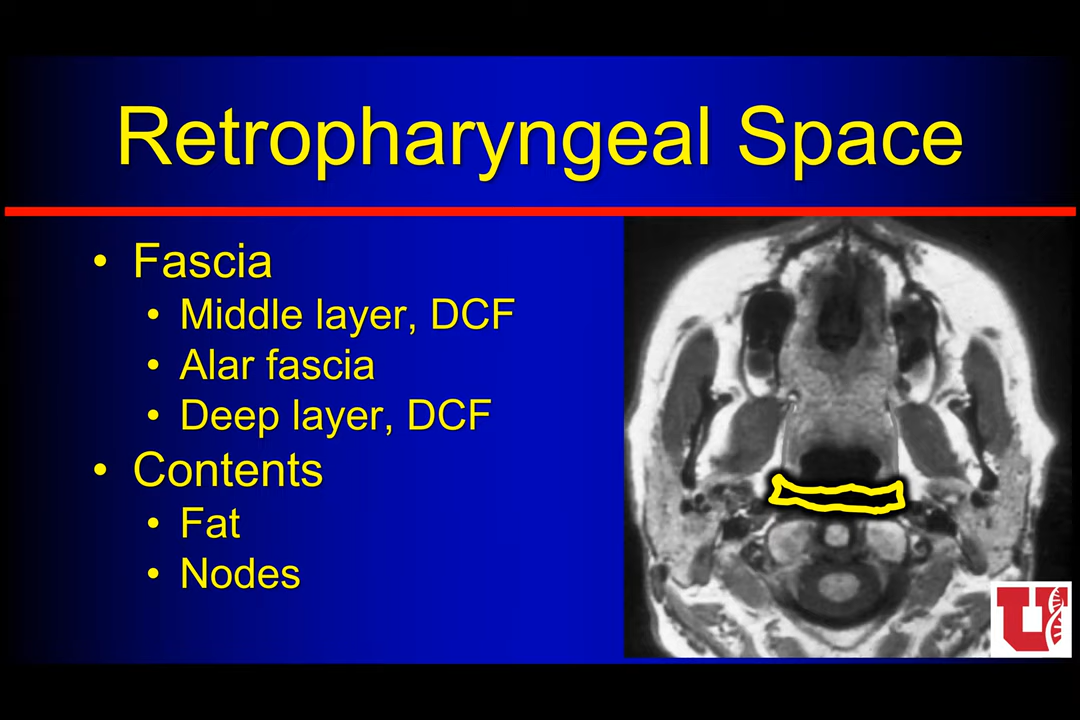 Retropharyngeal Space
• Fascia
• Middle layer, DCF
• Alar fascia
• Deep layer, DCF
• Contents
• Fat
• Nodes
U